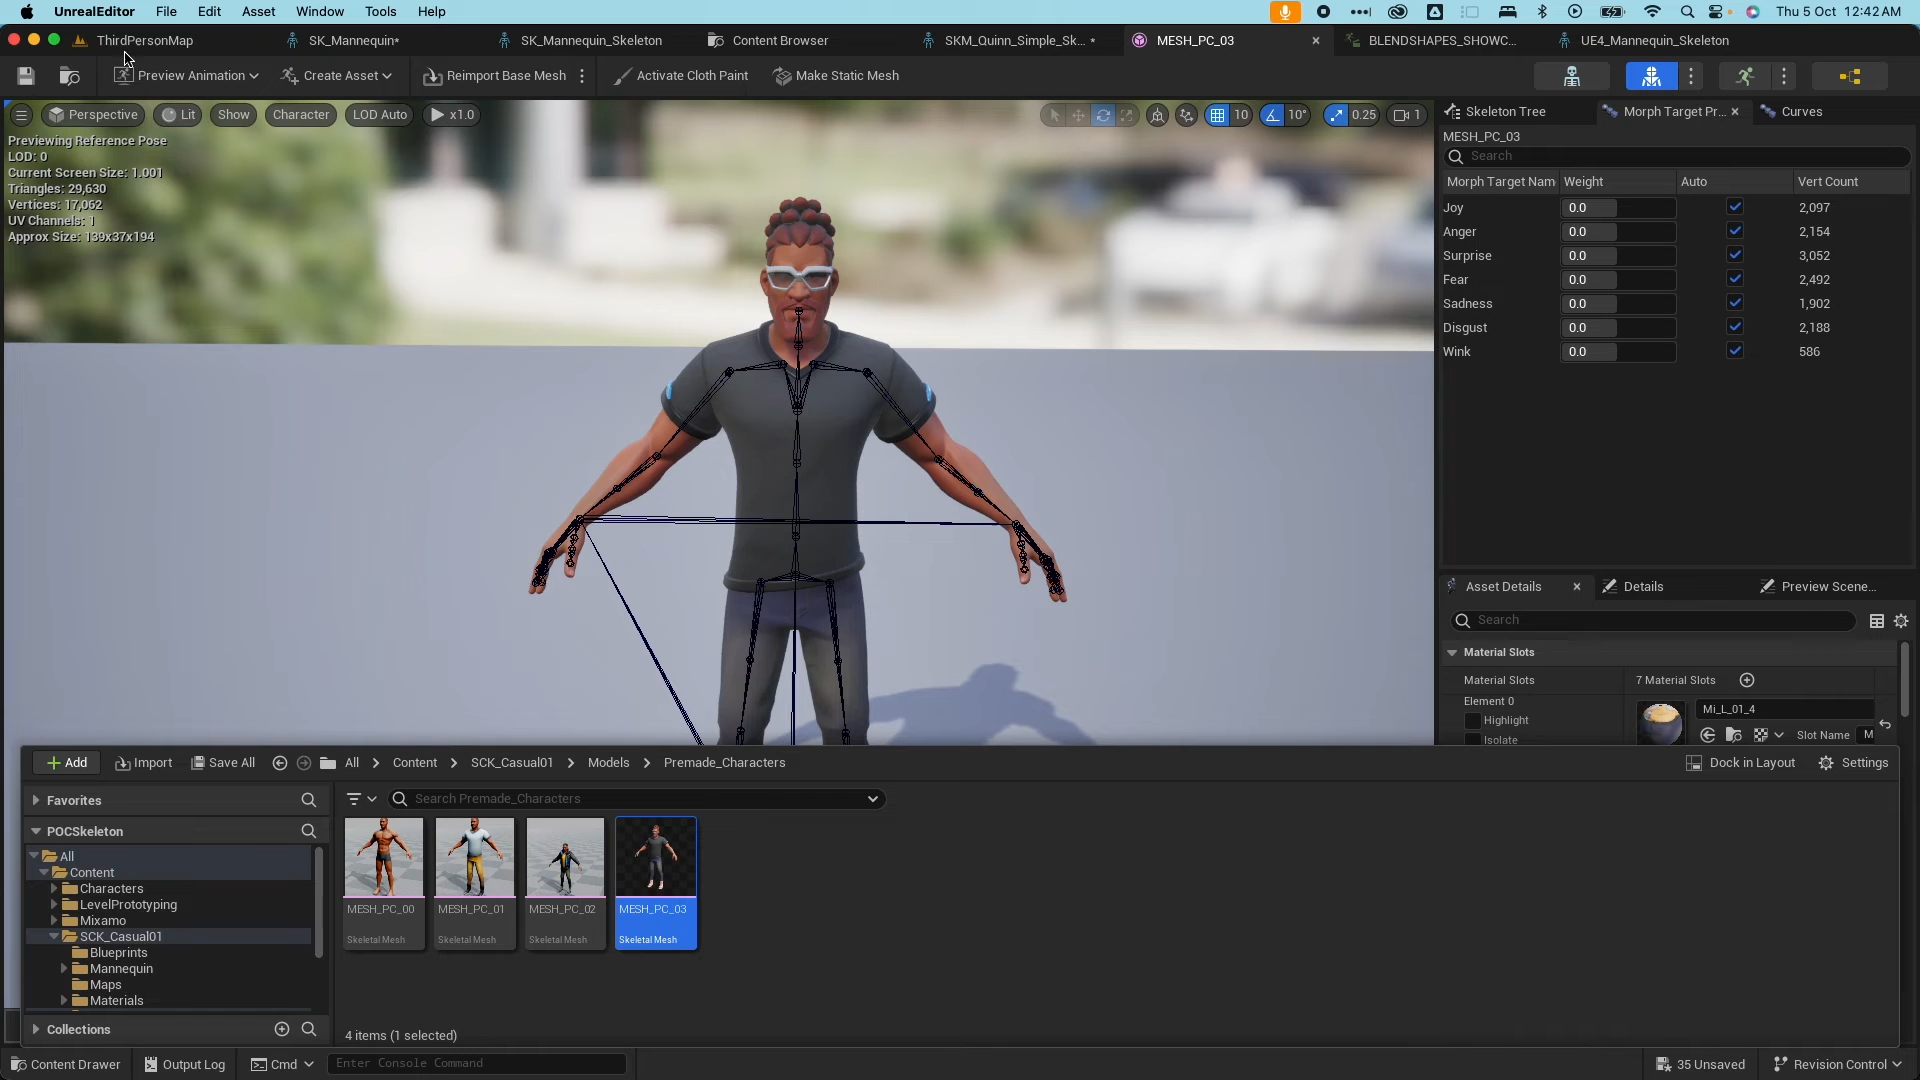 UnrealEditor File Edit Asset Window Tools Help
Thu 5 Oct 12:42 AM
ThirdPersonMap
SK_Mannequin*
SK_Mannequin_Skeleton
Content Browser
SKM_Quinn_Simple_Sk... *
MESH_PC_03
BLENDSHAPES_SHOWC...
UE4_Mannequin_Skeleton
Preview Animation
Create Asset
Reimport Base Mesh
Activate Cloth Paint
Make Static Mesh
Perspective
Lit
Show
Character
LOD Auto
x1.0
10
10°
0.25
1
Previewing Reference Pose
LOD: 0
Current Screen Size: 1.001
Triangles: 29,630
Vertices: 17,062
UV Channels: 1
Approx Size: 139x37x194
Skeleton Tree
Morph Target Pr...
Curves
MESH_PC_03
Search
Morph Target Nam Weight Auto Vert Count
Joy 0.0 2,097
Anger 0.0 2,154
Surprise 0.0 3,052
Fear 0.0 2,492
Sadness 0.0 1,902
Disgust 0.0 2,188
Wink 0.0 586
Asset Details
Details
Preview Scene...
Search
Material Slots
Material Slots 7 Material Slots
Element 0
Highlight
Isolate
Mi_L_01_4
Slot Name M
Add
Import
Save All
All > Content > SCK_Casual01 > Models > Premade_Characters
Dock in Layout
Settings
Favorites
POCSkeleton
All
Content
Characters
LevelPrototyping
Mixamo
SCK_Casual01
Blueprints
Mannequin
Maps
Materials
Collections
Search Premade_Characters
MESH_PC_00
Skeletal Mesh
MESH_PC_01
Skeletal Mesh
MESH_PC_02
Skeletal Mesh
MESH_PC_03
Skeletal Mesh
4 items (1 selected)
Content Drawer
Output Log
Cmd
Enter Console Command
35 Unsaved
Revision Control